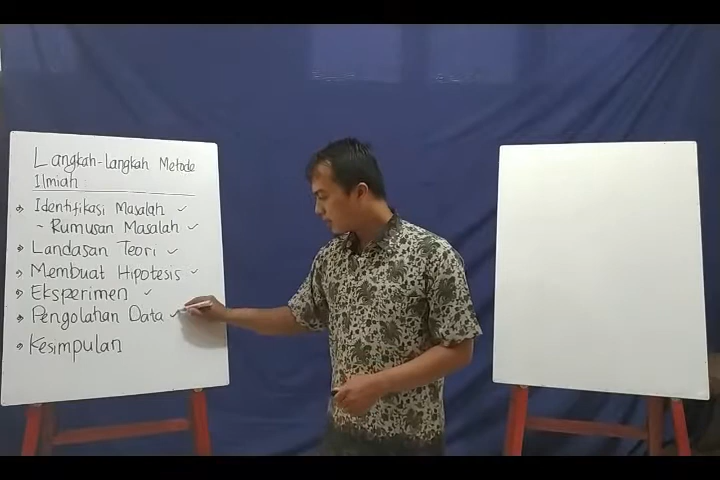 Langkah-langkah Metode
Ilmiah :
Identifikasi Masalah ✓
- Rumusan Masalah ✓
Landasan Teori ✓
Membuat Hipotesis ✓
Eksperimen ✓
Pengolahan Data ✓
Kesimpulan